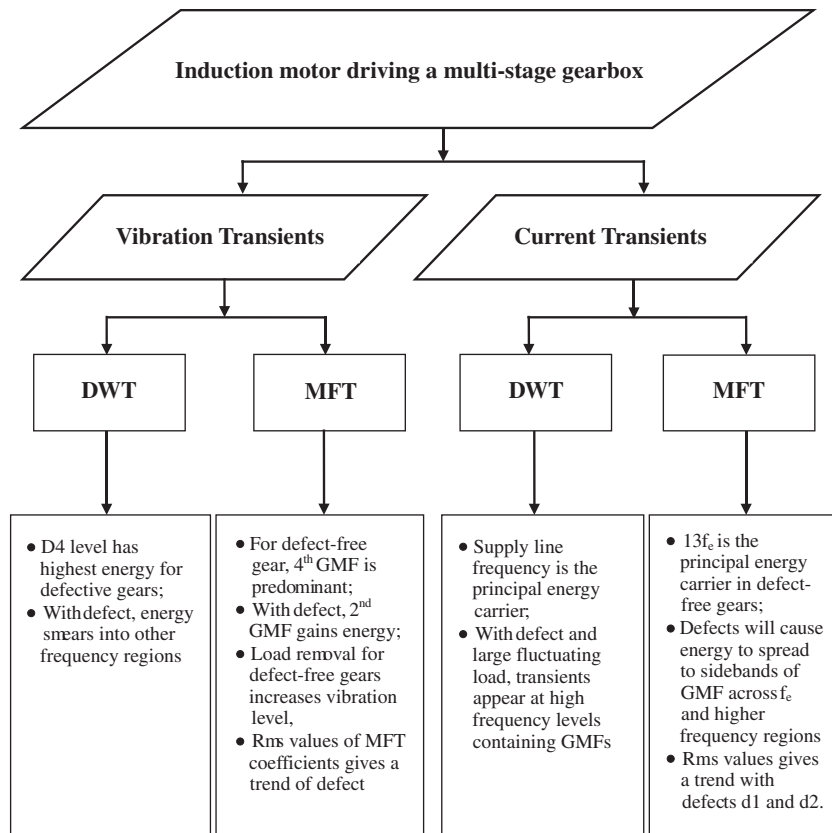 Induction motor driving a multi-stage gearbox
Vibration Transients
Current Transients
DWT
MFT
DWT
MFT
● D4 level has
highest energy for
defective gears;
● With defect, energy
smears into other
frequency regions
● For defect-free
gear, 4th GMF is
predominant;
● With defect, 2nd
GMF gains energy;
● Load removal for
defect-free gears
increases vibration
level,
● Rms values of MFT
coefficients gives a
trend of defect
● Supply line
frequency is the
principal energy
carrier;
● With defect and
large fluctuating
load, transients
appear at high
frequency levels
containing GMFs
● 13fe is the
principal energy
carrier in defect-
free gears;
● Defects will cause
energy to spread
to sidebands of
GMF across fe
and higher
frequency regions
● Rms values gives
a trend with
defects d1 and d2.